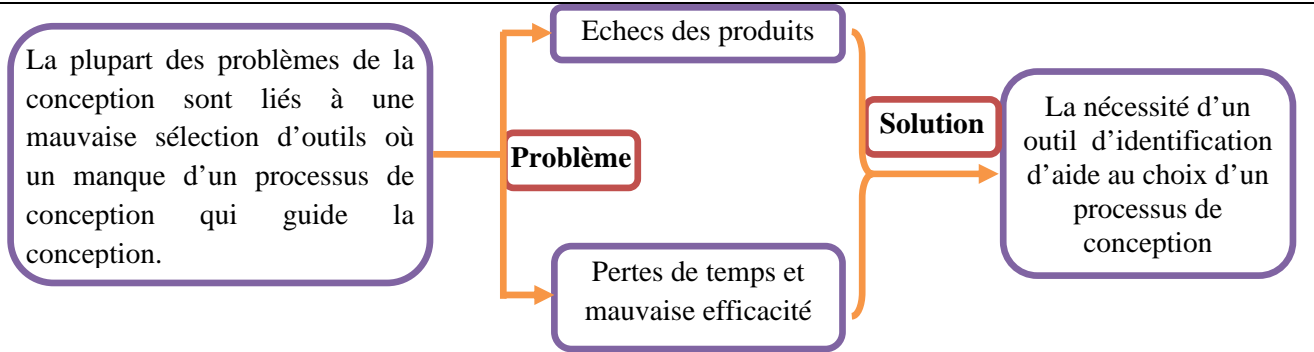 La plupart des problèmes de la
conception sont liés à une
mauvaise sélection d'outils où
un manque d'un processus de
conception qui guide la
conception.
Problème
Echecs des produits
Pertes de temps et
mauvaise efficacité
Solution
La nécessité d'un
outil d'identification
d'aide au choix d'un
processus de
conception